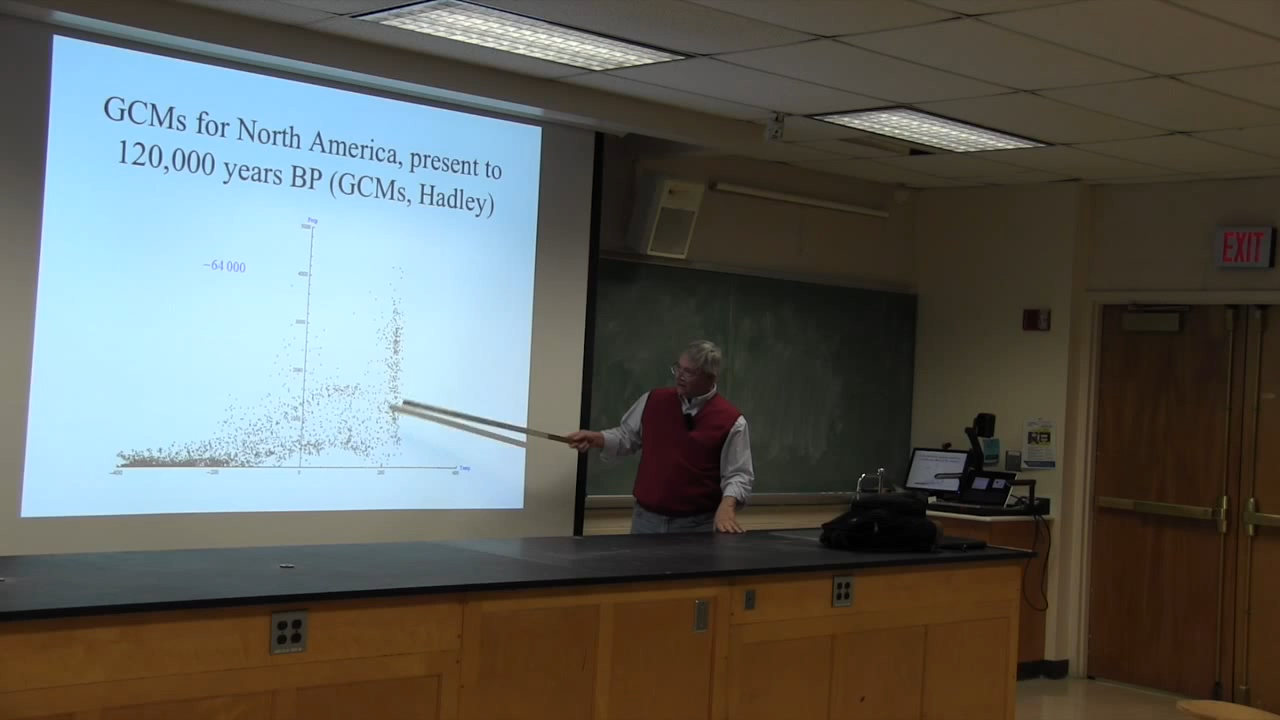 GCMs for North America, present to
120,000 years BP (GCMs, Hadley)
−64 000
EXIT